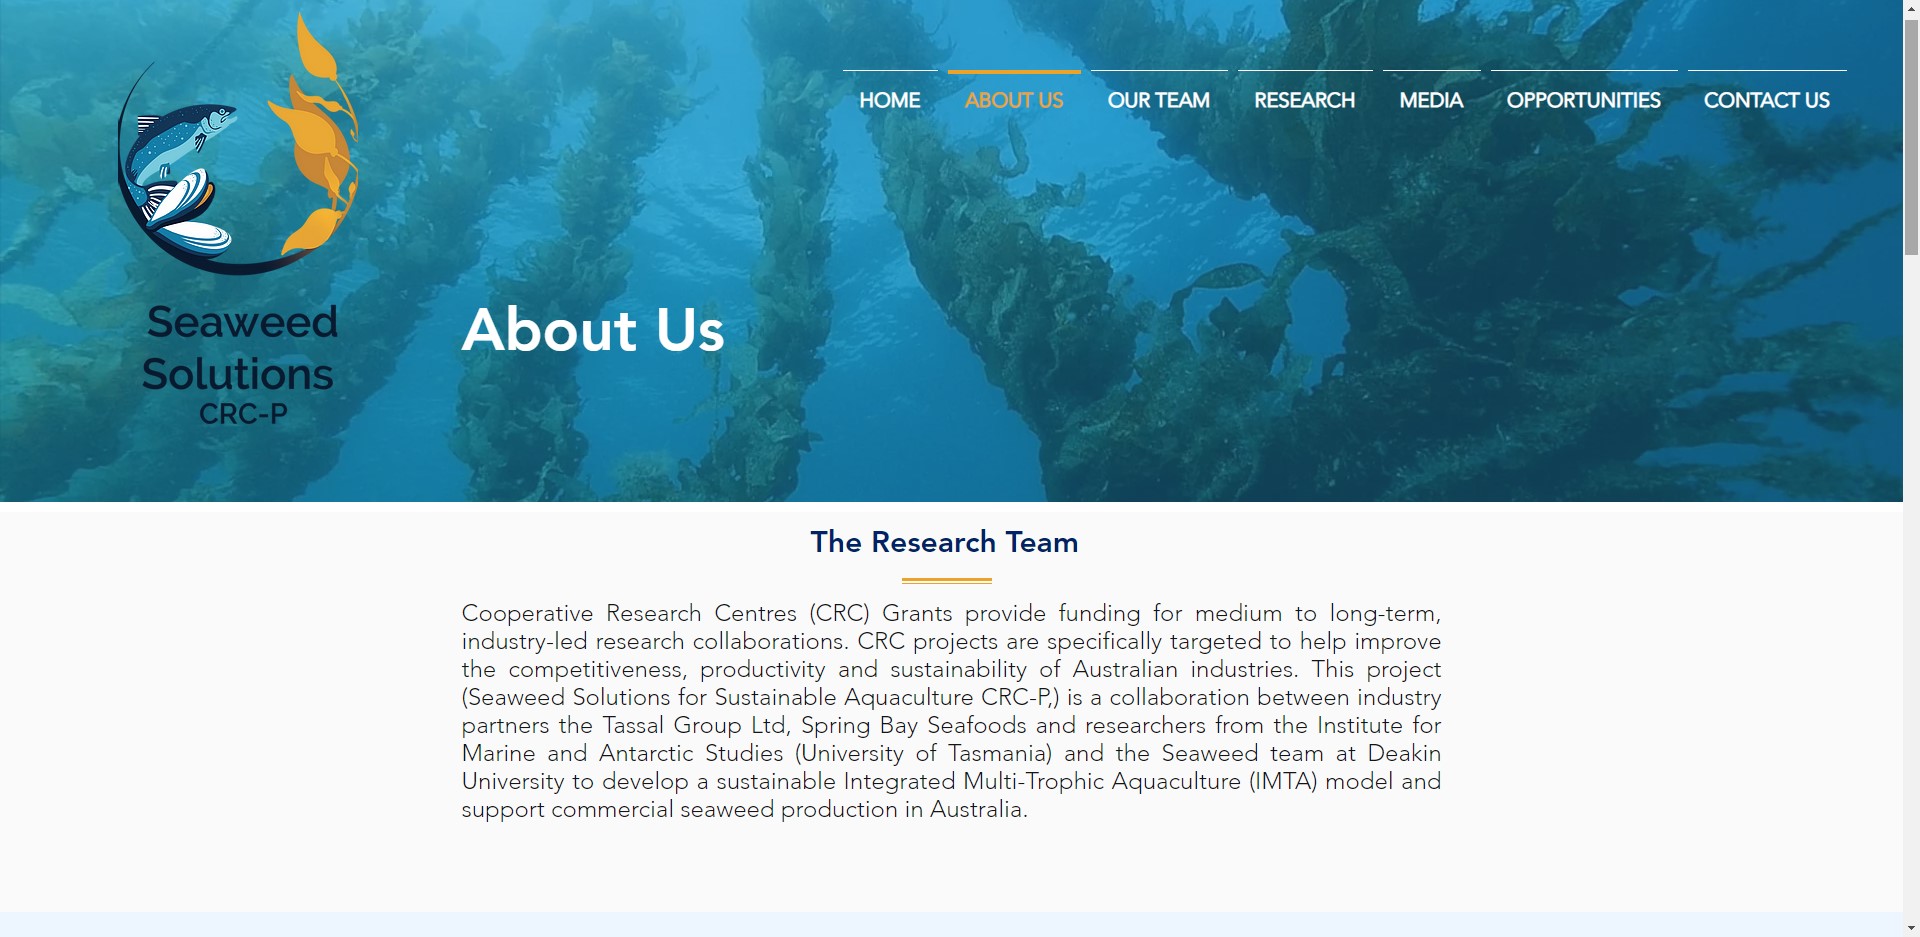 HOME
ABOUT US
OUR TEAM
RESEARCH
MEDIA
OPPORTUNITIES
CONTACT US
Seaweed
Solutions
CRC-P
About Us
The Research Team
Cooperative Research Centres (CRC) Grants provide funding for medium to long-term,
industry-led research collaborations. CRC projects are specifically targeted to help improve
the competitiveness, productivity and sustainability of Australian industries. This project
(Seaweed Solutions for Sustainable Aquaculture CRC-P,) is a collaboration between industry
partners the Tassal Group Ltd, Spring Bay Seafoods and researchers from the Institute for
Marine and Antarctic Studies (University of Tasmania) and the Seaweed team at Deakin
University to develop a sustainable Integrated Multi-Trophic Aquaculture (IMTA) model and
support commercial seaweed production in Australia.